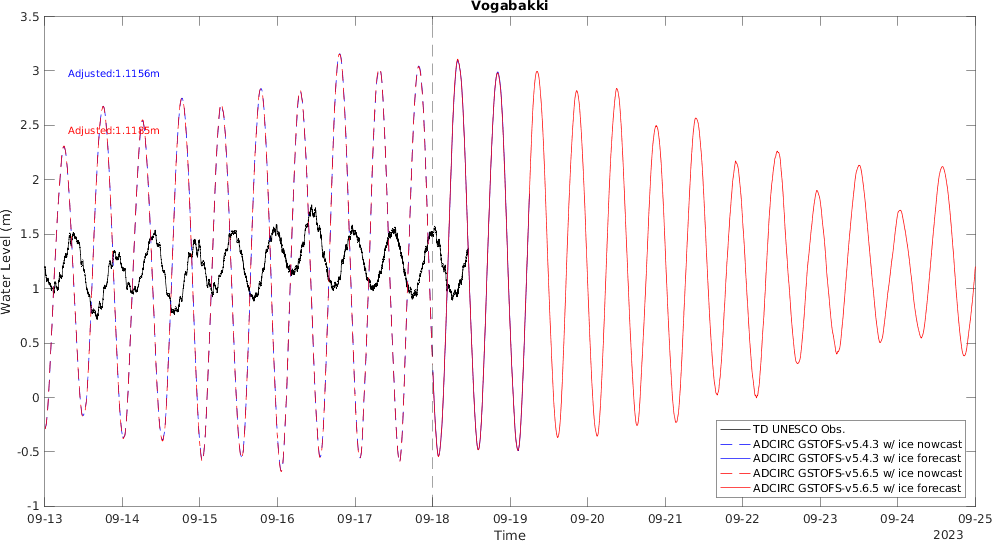 Vogabakki
3.5
3
2.5
2
1.5
1
0.5
0
-0.5
-1
Water Level (m)
Adjusted:1.1156m
Adjusted:1.1185m
TD UNESCO Obs.
ADCIRC GSTOFS-v5.4.3 w/ ice nowcast
ADCIRC GSTOFS-v5.4.3 w/ ice forecast
ADCIRC GSTOFS-v5.6.5 w/ ice nowcast
ADCIRC GSTOFS-v5.6.5 w/ ice forecast
09-13 09-14 09-15 09-16 09-17 09-18 09-19 09-20 09-21 09-22 09-23 09-24 09-25
Time
2023